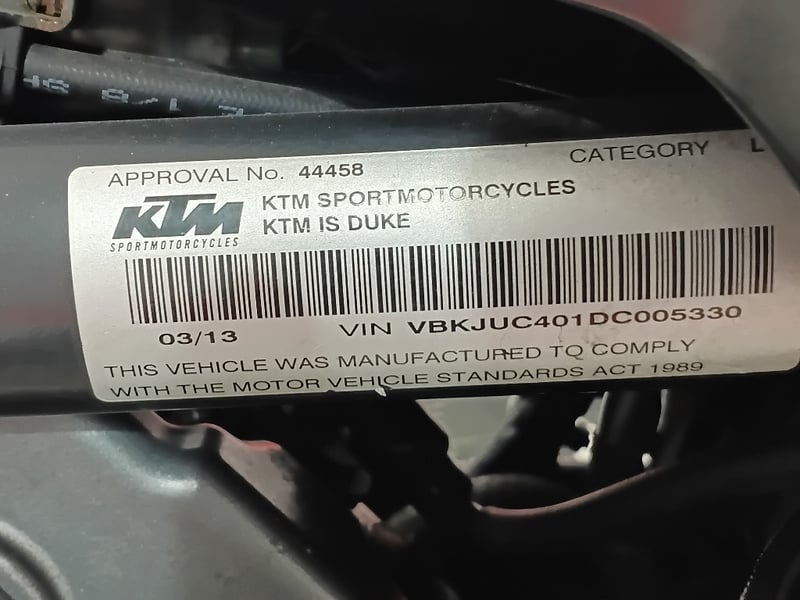 APPROVAL No. 44458
CATEGORY L
KTM
SPORTMOTORCYCLES
KTM SPORTMOTORCYCLES
KTM IS DUKE
03/13 VIN VBKJUC401DC005330
THIS VEHICLE WAS MANUFACTURED TO COMPLY
WITH THE MOTOR VEHICLE STANDARDS ACT 1989